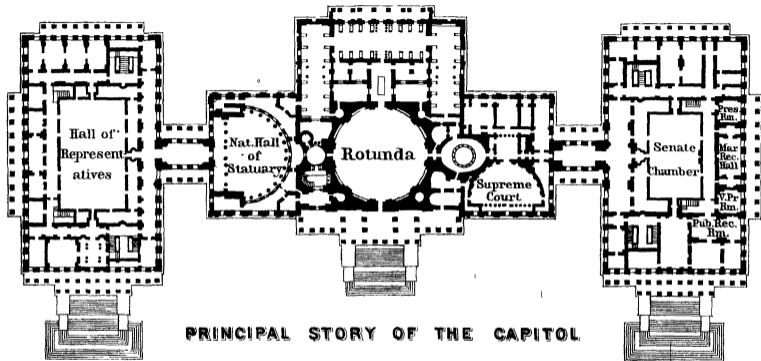 Hall of
Represent
atives
Nat. Hall
of
Statuary
Rotunda
Supreme
Court
Senate
Chamber
Pres
Rm.
Mar
Rec.
Hall
V.Pr
Rm.
Pub.Rec.
Rm.
PRINCIPAL STORY OF THE CAPITOL